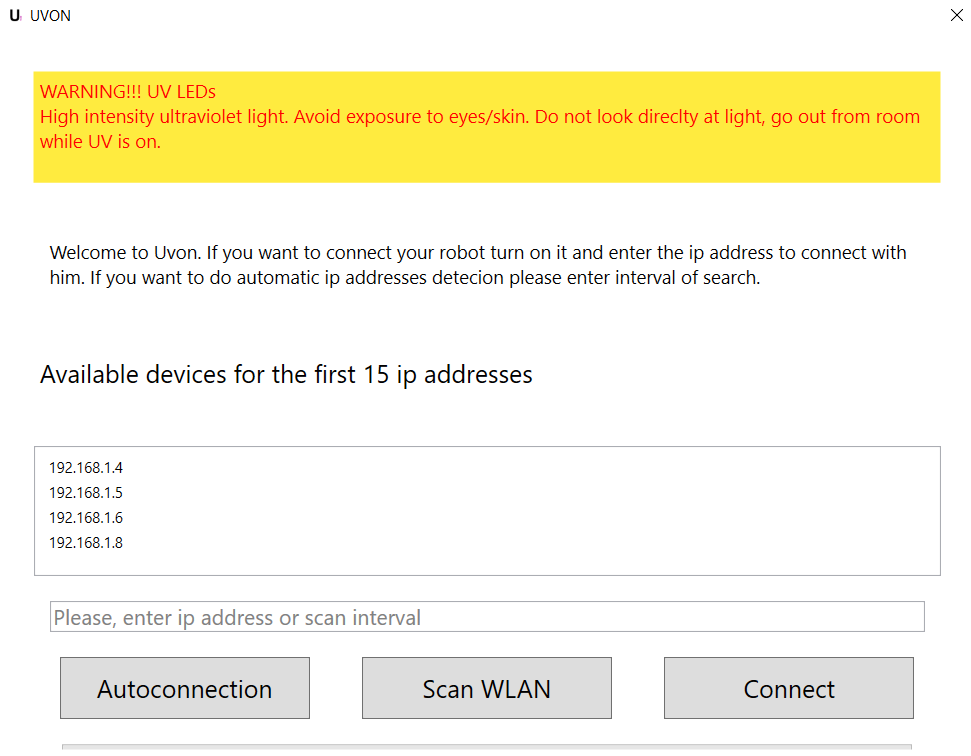 U UVON
WARNING!!! UV LEDs
High intensity ultraviolet light. Avoid exposure to eyes/skin. Do not look direclty at light, go out from room
while UV is on.
Welcome to Uvon. If you want to connect your robot turn on it and enter the ip address to connect with
him. If you want to do automatic ip addresses detecion please enter interval of search.
Available devices for the first 15 ip addresses
192.168.1.4
192.168.1.5
192.168.1.6
192.168.1.8
Please, enter ip address or scan interval
Autoconnection Scan WLAN Connect